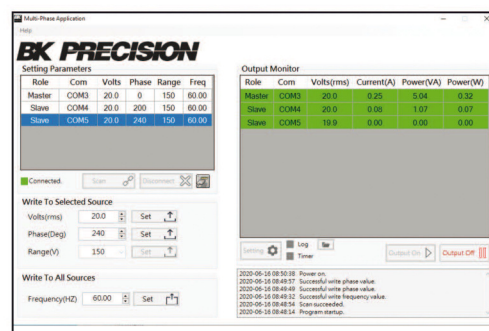 Multi-Phase Application
Help
BK PRECISION
Setting Parameters
Role Com Volts Phase Range Freq
Master COM3 20.0 0 150 60.00
Slave COM4 20.0 200 150 60.00
Slave COM5 20.0 240 150 60.00
Connected. Scan Disconnect
Write To Selected Source
Volts(rms) 20.0 Set
Phase(Deg) 240 Set
Range(V) 150 Set
Write To All Sources
Frequency(HZ) 60.00 Set
Output Monitor
Role Com Volts(rms) Current(A) Power(VA) Power(W)
Master COM3 20.0 0.25 5.04 0.32
Slave COM4 20.0 0.08 1.07 0.07
Slave COM5 19.9 0.00 0.00 0.00
Setting Log Timer Output On Output Off
2020-06-16 08:50:38 Power on.
2020-06-16 08:49:57 Successful write phase value.
2020-06-16 08:49:49 Successful write phase value.
2020-06-16 08:49:32 Successful write frequency value.
2020-06-16 08:48:54 Scan succeeded.
2020-06-16 08:48:14 Program startup.